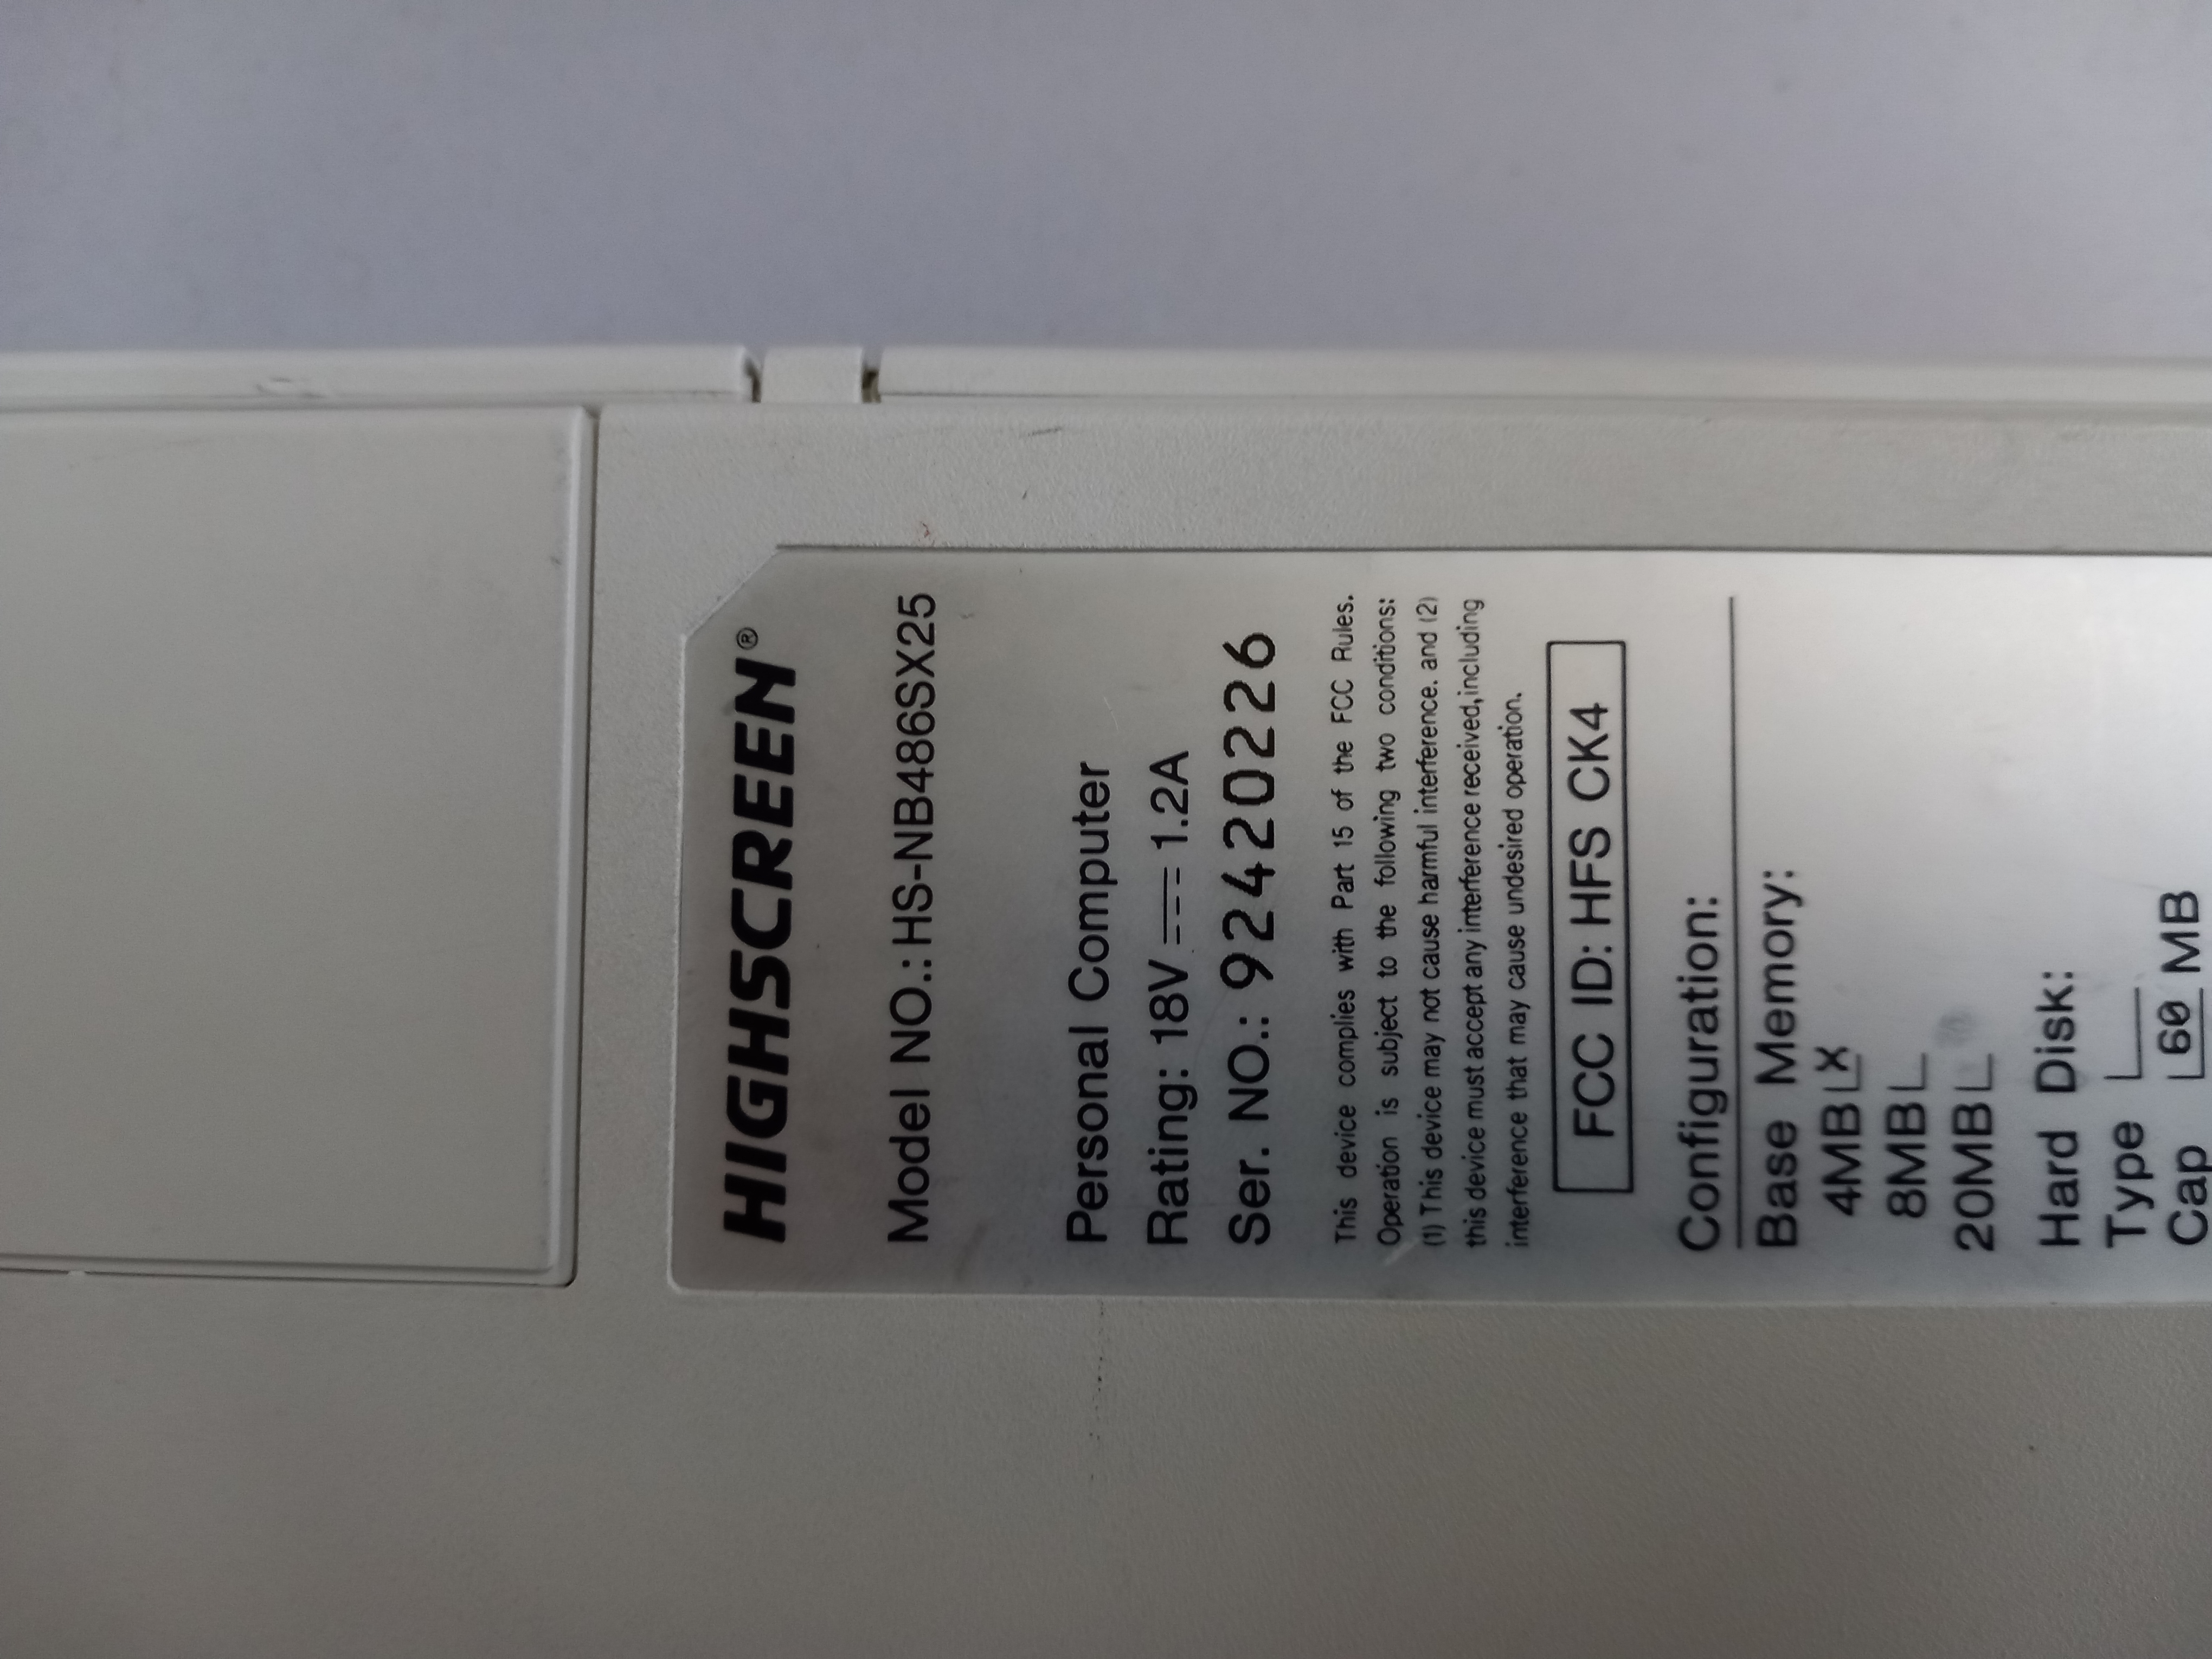 HIGHSCREEN®
Model NO.: HS-NB486SX25
Personal Computer
Rating: 18V ⎓ 1.2A
Ser. NO.: 92420226
This device complies with Part 15 of the FCC Rules.
Operation is subject to the following two conditions:
(1) This device may not cause harmful interference. and (2)
this device must accept any interference received,including
interference that may cause undesired operation.
FCC ID: HFS CK4
Configuration:
Base Memory:
4MB X
8MB
20MB
Hard Disk:
Type
Cap 60 MB